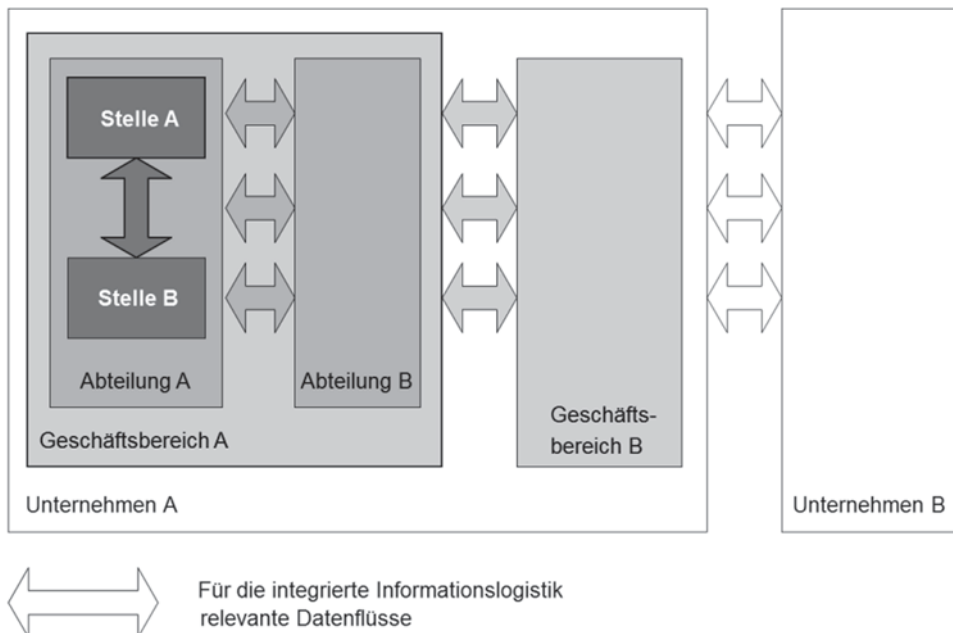 Stelle A
Stelle B
Abteilung A
Abteilung B
Geschäftsbereich A
Geschäfts-
bereich B
Unternehmen A
Unternehmen B
Für die integrierte Informationslogistik
relevante Datenflüsse